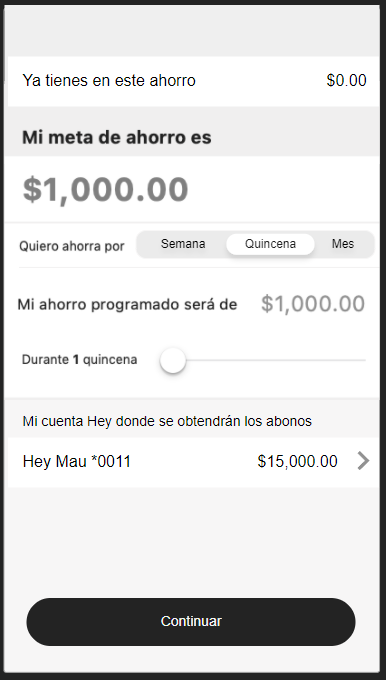 Ya tienes en este ahorro $0.00
Mi meta de ahorro es
$1,000.00
Quiero ahorra por Semana Quincena Mes
Mi ahorro programado será de $1,000.00
Durante 1 quincena
Mi cuenta Hey donde se obtendrán los abonos
Hey Mau *0011 $15,000.00
Continuar